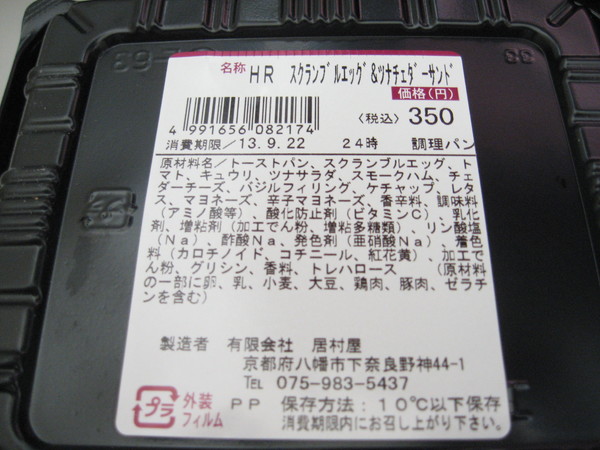 名称 HR スクランブルエッグ&ツナチェダーサンド
価格(円)
〈税込〉 350
4 991656 082174
消費期限/13.9.22 24時 調理パン
原材料名/トーストパン、スクランブルエッグ、ト
マト、キュウリ、ツナサラダ、スモークハム、チェ
ダーチーズ、バジルフィリング、ケチャップ、レタ
ス、マヨネーズ、辛子マヨネーズ、香辛料、調味料
(アミノ酸等)、酸化防止剤(ビタミンC)、乳化
剤、増粘剤(加工でん粉、増粘多糖類)、リン酸塩
(Na)、酢酸Na、発色剤(亜硝酸Na)、着色
料(カロチノイド、コチニール、紅花黄)、加工で
ん粉、グリシン、香料、トレハロース (原材料
の一部に卵、乳、小麦、大豆、鶏肉、豚肉、ゼラチ
ンを含む)
製造者 有限会社 居村屋
京都府八幡市下奈良野神44-1
TEL 075-983-5437
プラ 外装
フィルム
PP 保存方法:10℃以下保存
消費期限内にお召し上がり下さい。